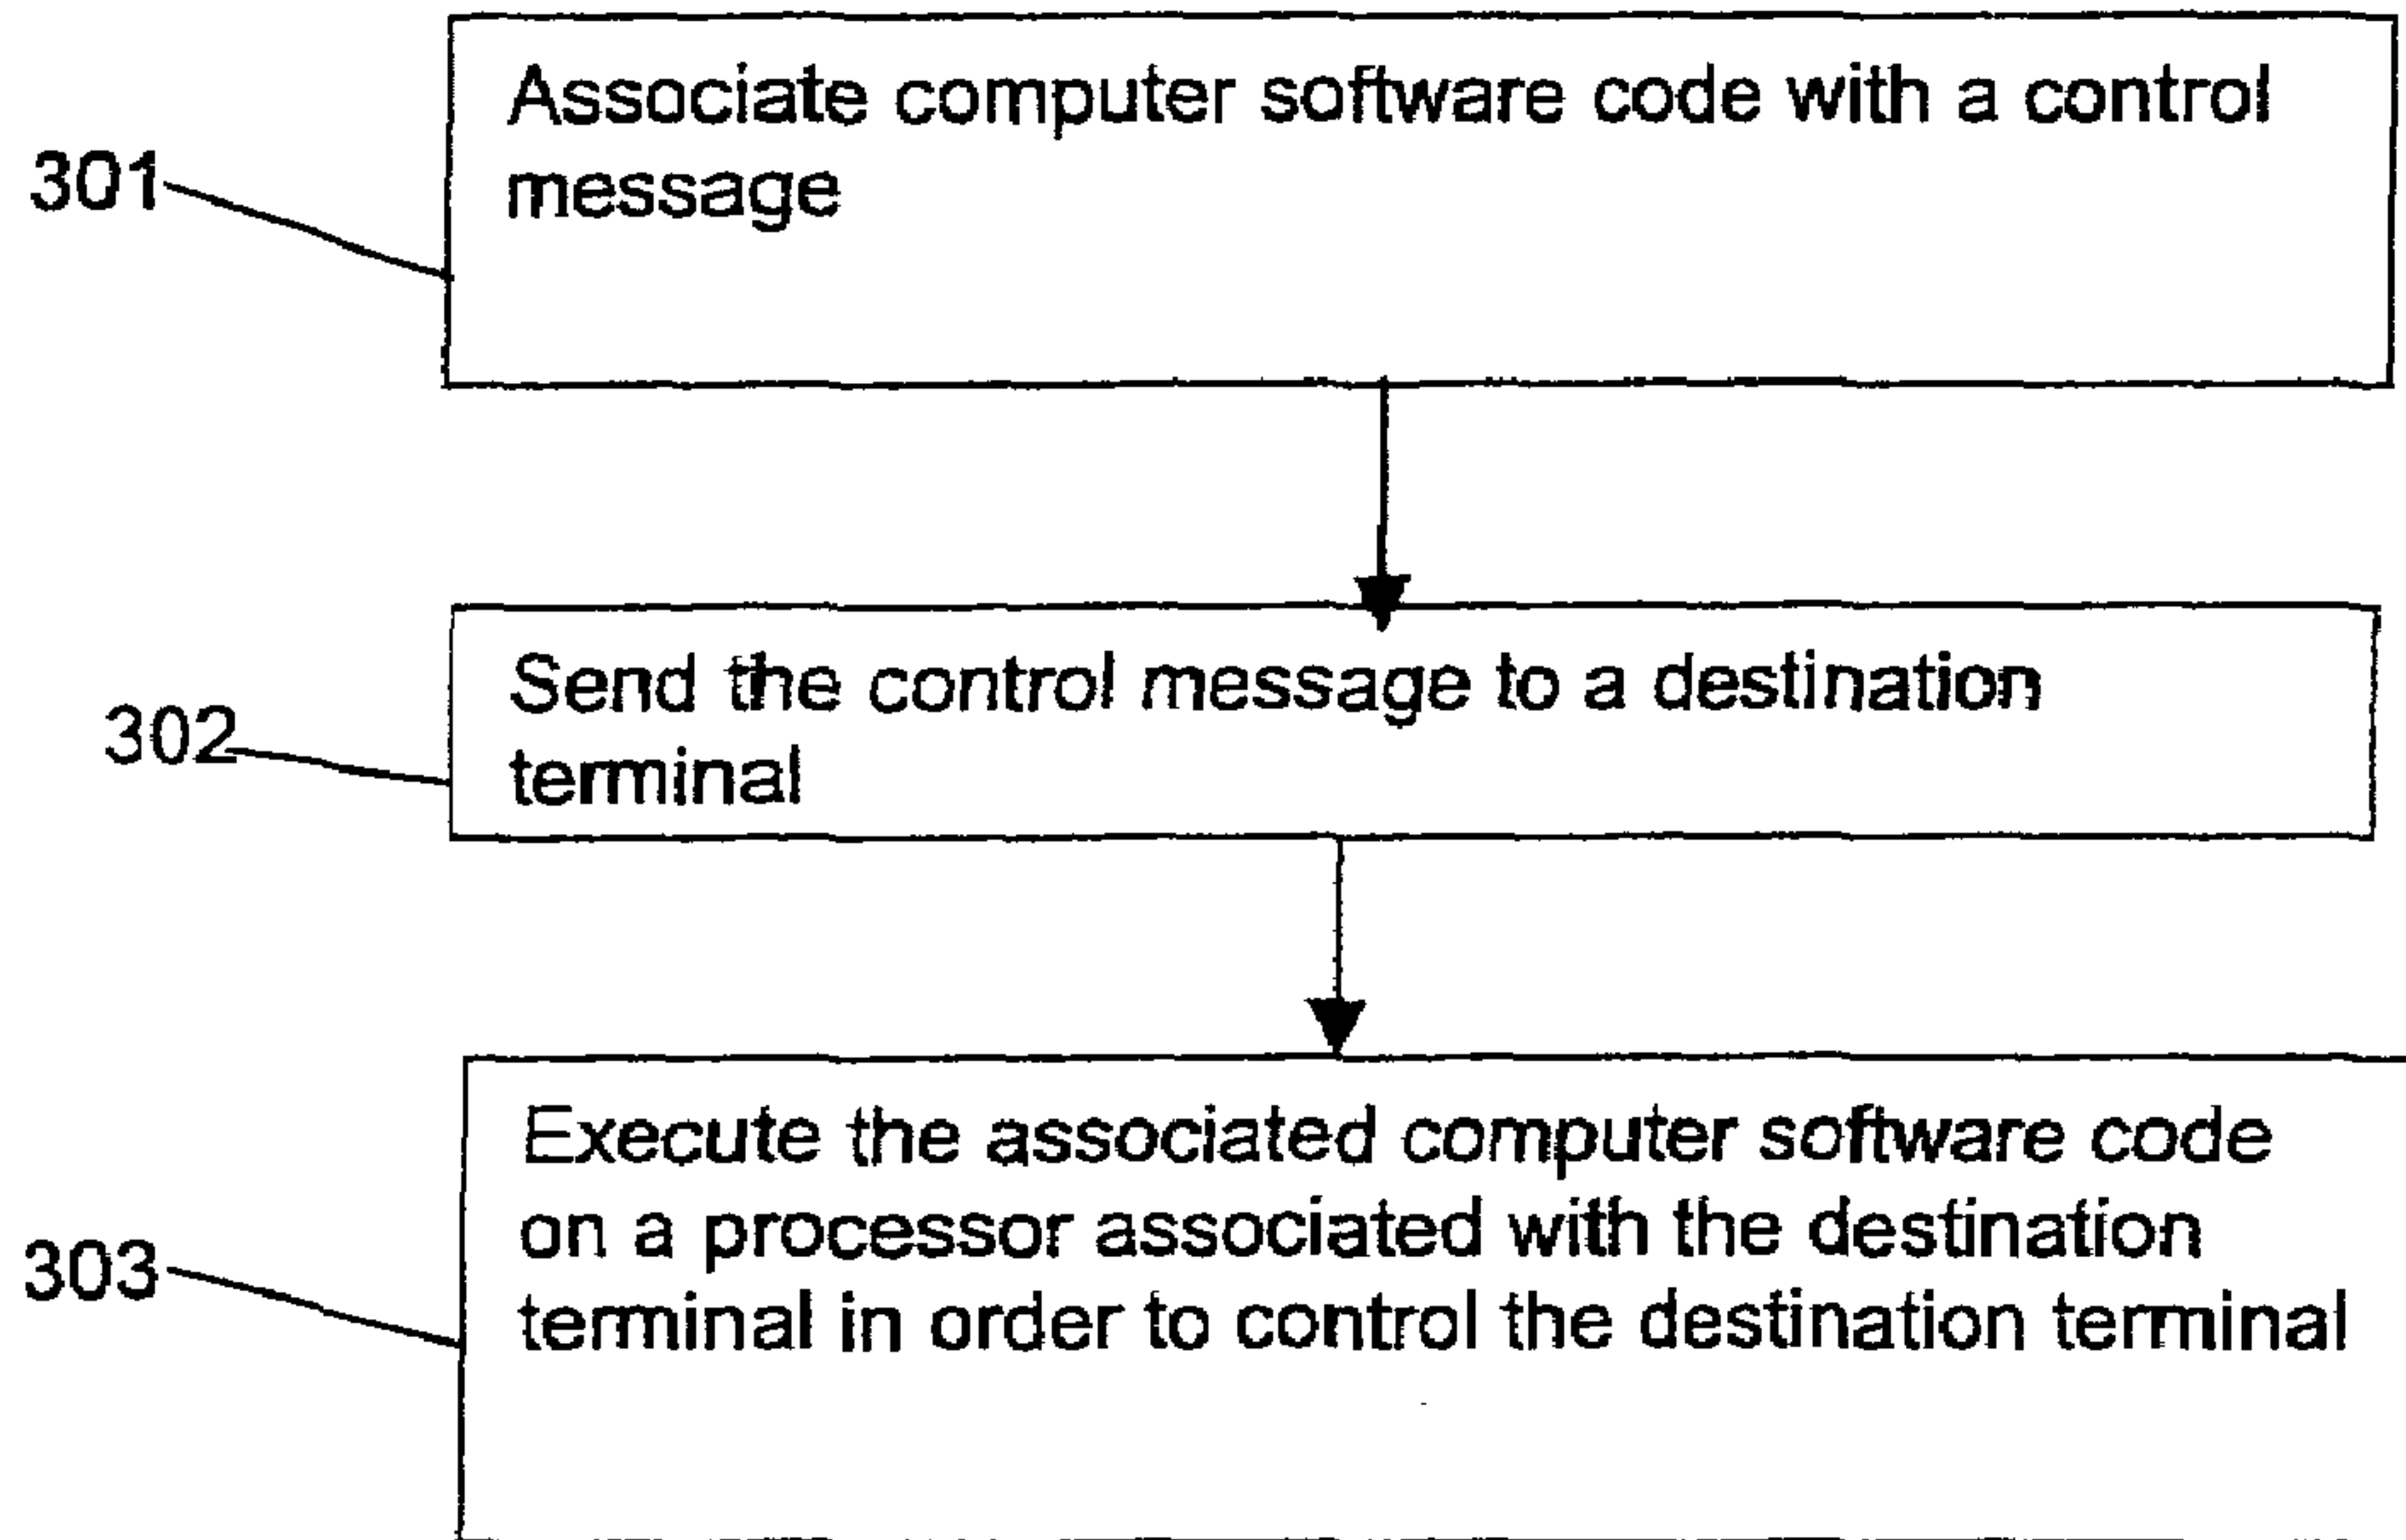 Associate computer software code with a control
message
301
Send the control message to a destination
terminal
302
Execute the associated computer software code
on a processor associated with the destination
terminal in order to control the destination terminal
303